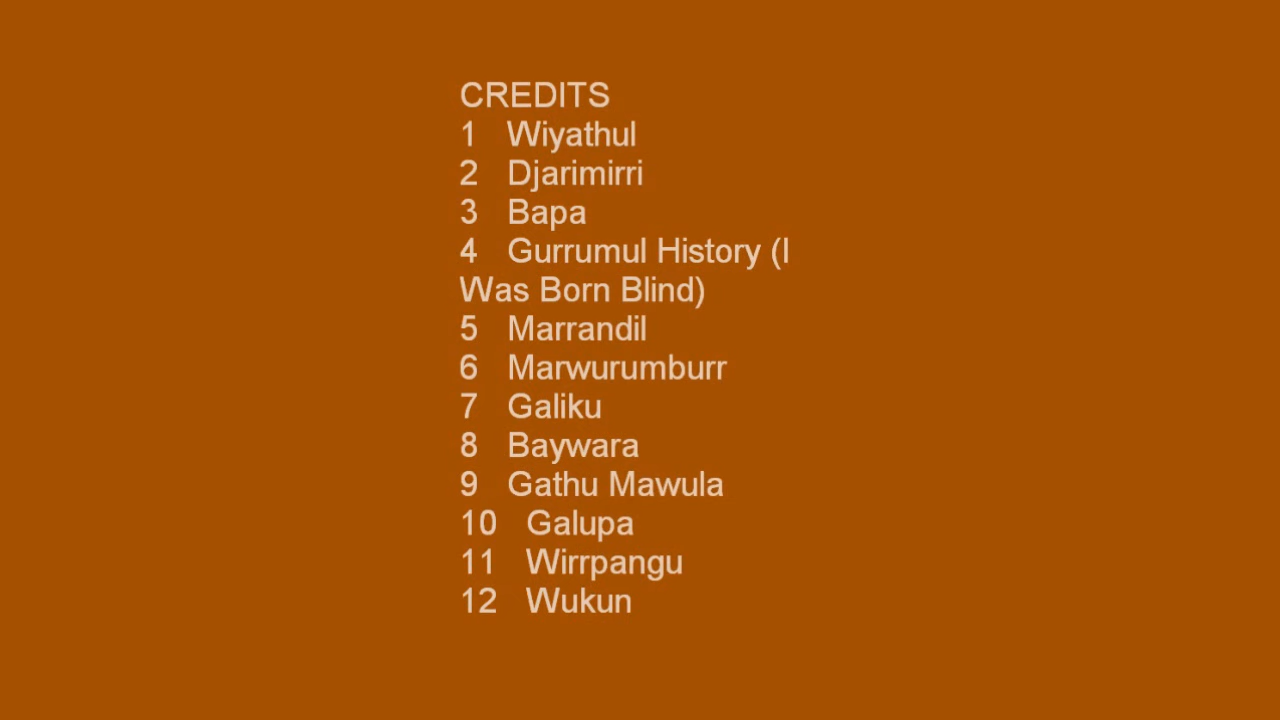 CREDITS
1 Wiyathul
2 Djarimirri
3 Bapa
4 Gurrumul History (I
Was Born Blind)
5 Marrandil
6 Marwurumburr
7 Galiku
8 Baywara
9 Gathu Mawula
10 Galupa
11 Wirrpangu
12 Wukun